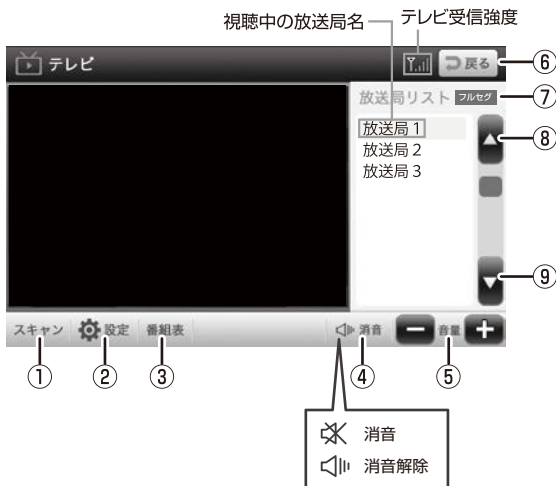 視聴中の放送局名
テレビ受信強度
テレビ
戻る
⑥
放送局リスト フルセグ
⑦
放送局1
放送局2
放送局3
⑧
⑨
スキャン 設定 番組表 消音 音量
① ② ③ ④ ⑤
消音
消音解除